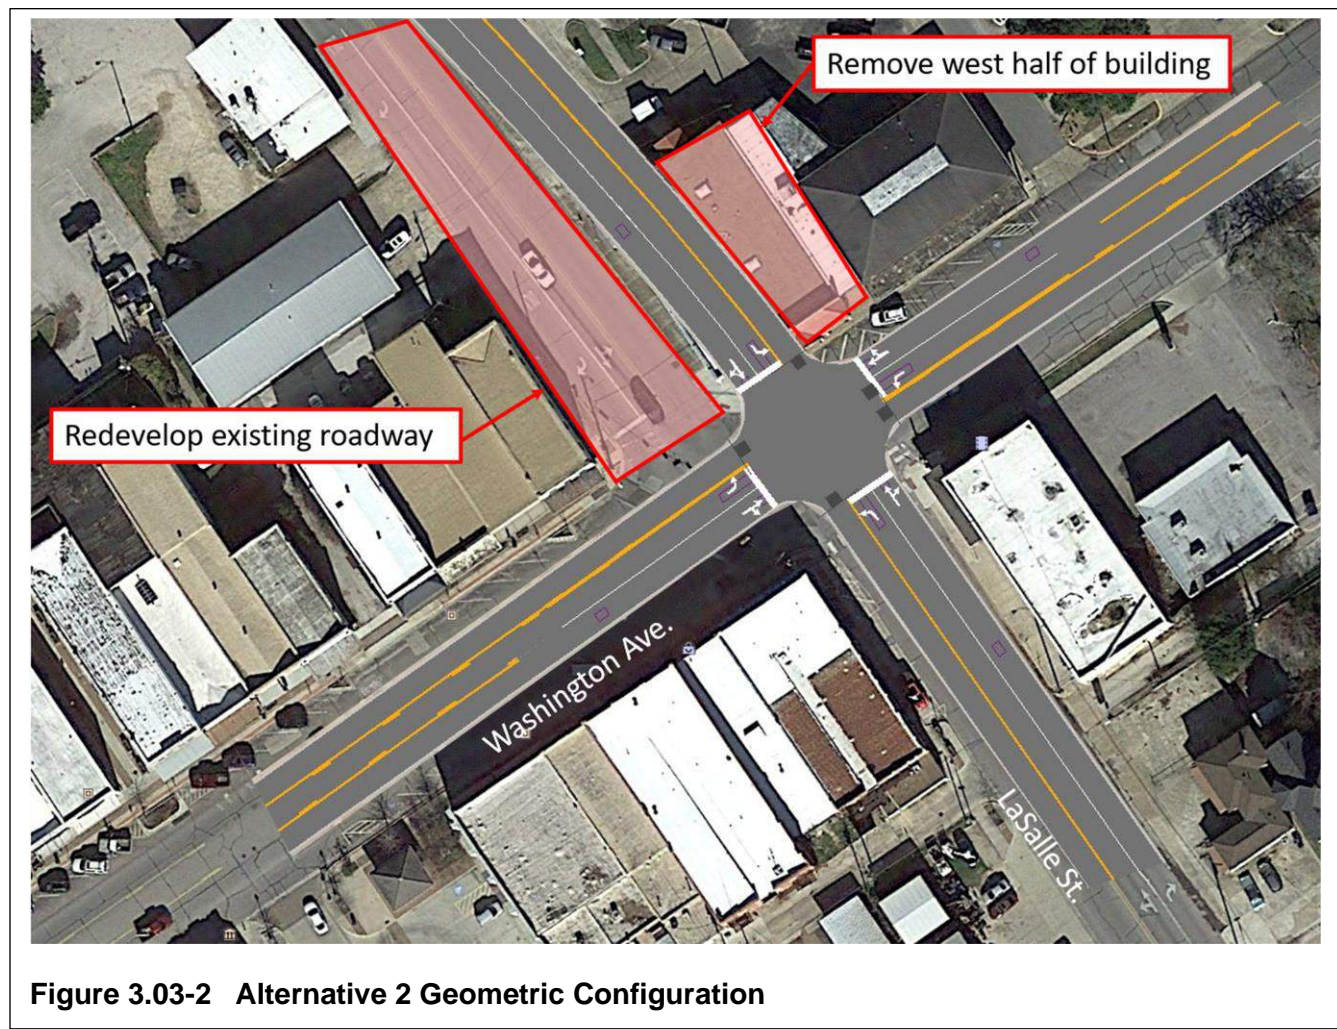 Remove west half of building
Redevelop existing roadway
Washington Ave.
LaSalle St.
Figure 3.03-2 Alternative 2 Geometric Configuration